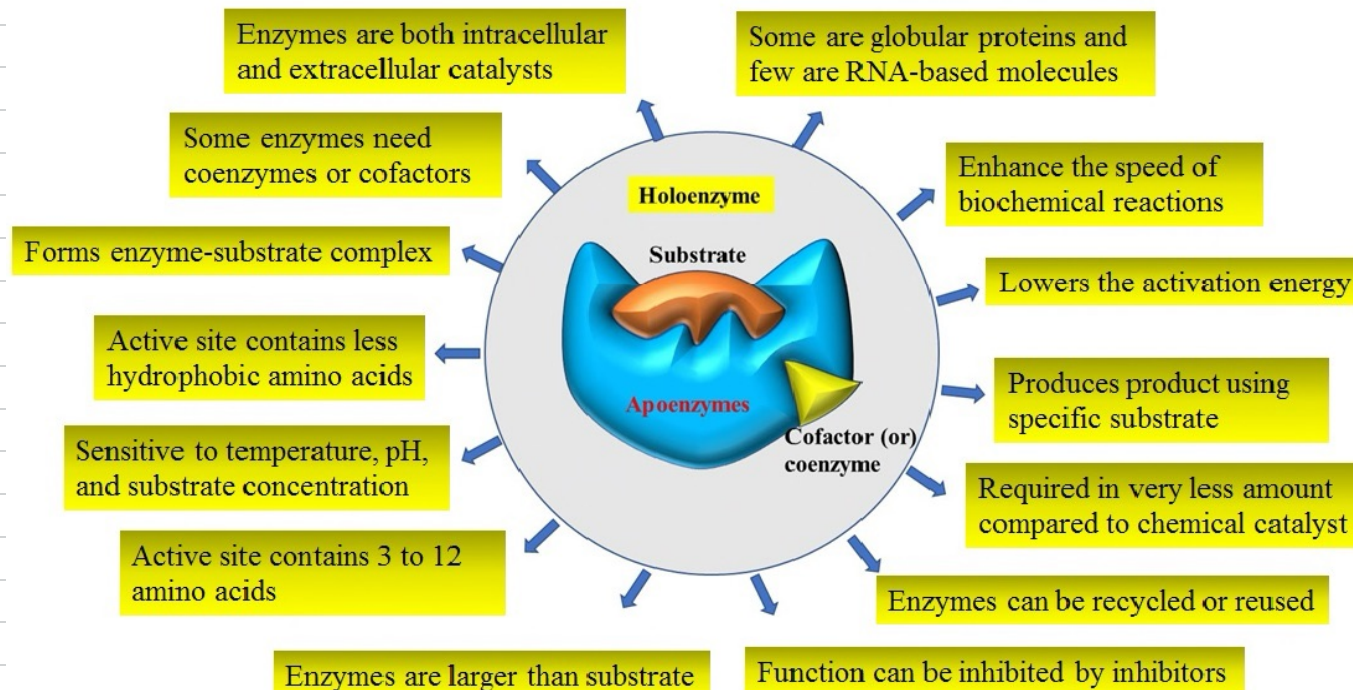 Enzymes are both intracellular
and extracellular catalysts
Some are globular proteins and
few are RNA-based molecules
Some enzymes need
coenzymes or cofactors
Enhance the speed of
biochemical reactions
Holoenzyme
Substrate
Forms enzyme-substrate complex
Lowers the activation energy
Active site contains less
hydrophobic amino acids
Produces product using
specific substrate
Apoenzymes
Cofactor (or)
coenzyme
Sensitive to temperature, pH,
and substrate concentration
Required in very less amount
compared to chemical catalyst
Active site contains 3 to 12
amino acids
Enzymes can be recycled or reused
Enzymes are larger than substrate
Function can be inhibited by inhibitors